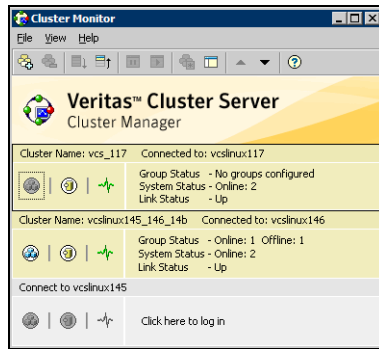 Cluster Monitor
File View Help
Veritas™ Cluster Server
Cluster Manager
Cluster Name: vcs_117 Connected to: vcslinux117
Group Status - No groups configured
System Status - Online: 2
Link Status - Up
Cluster Name: vcslinux145_146_14b Connected to: vcslinux146
Group Status - Online: 1 Offline: 1
System Status - Online: 2
Link Status - Up
Connect to vcslinux145
Click here to log in